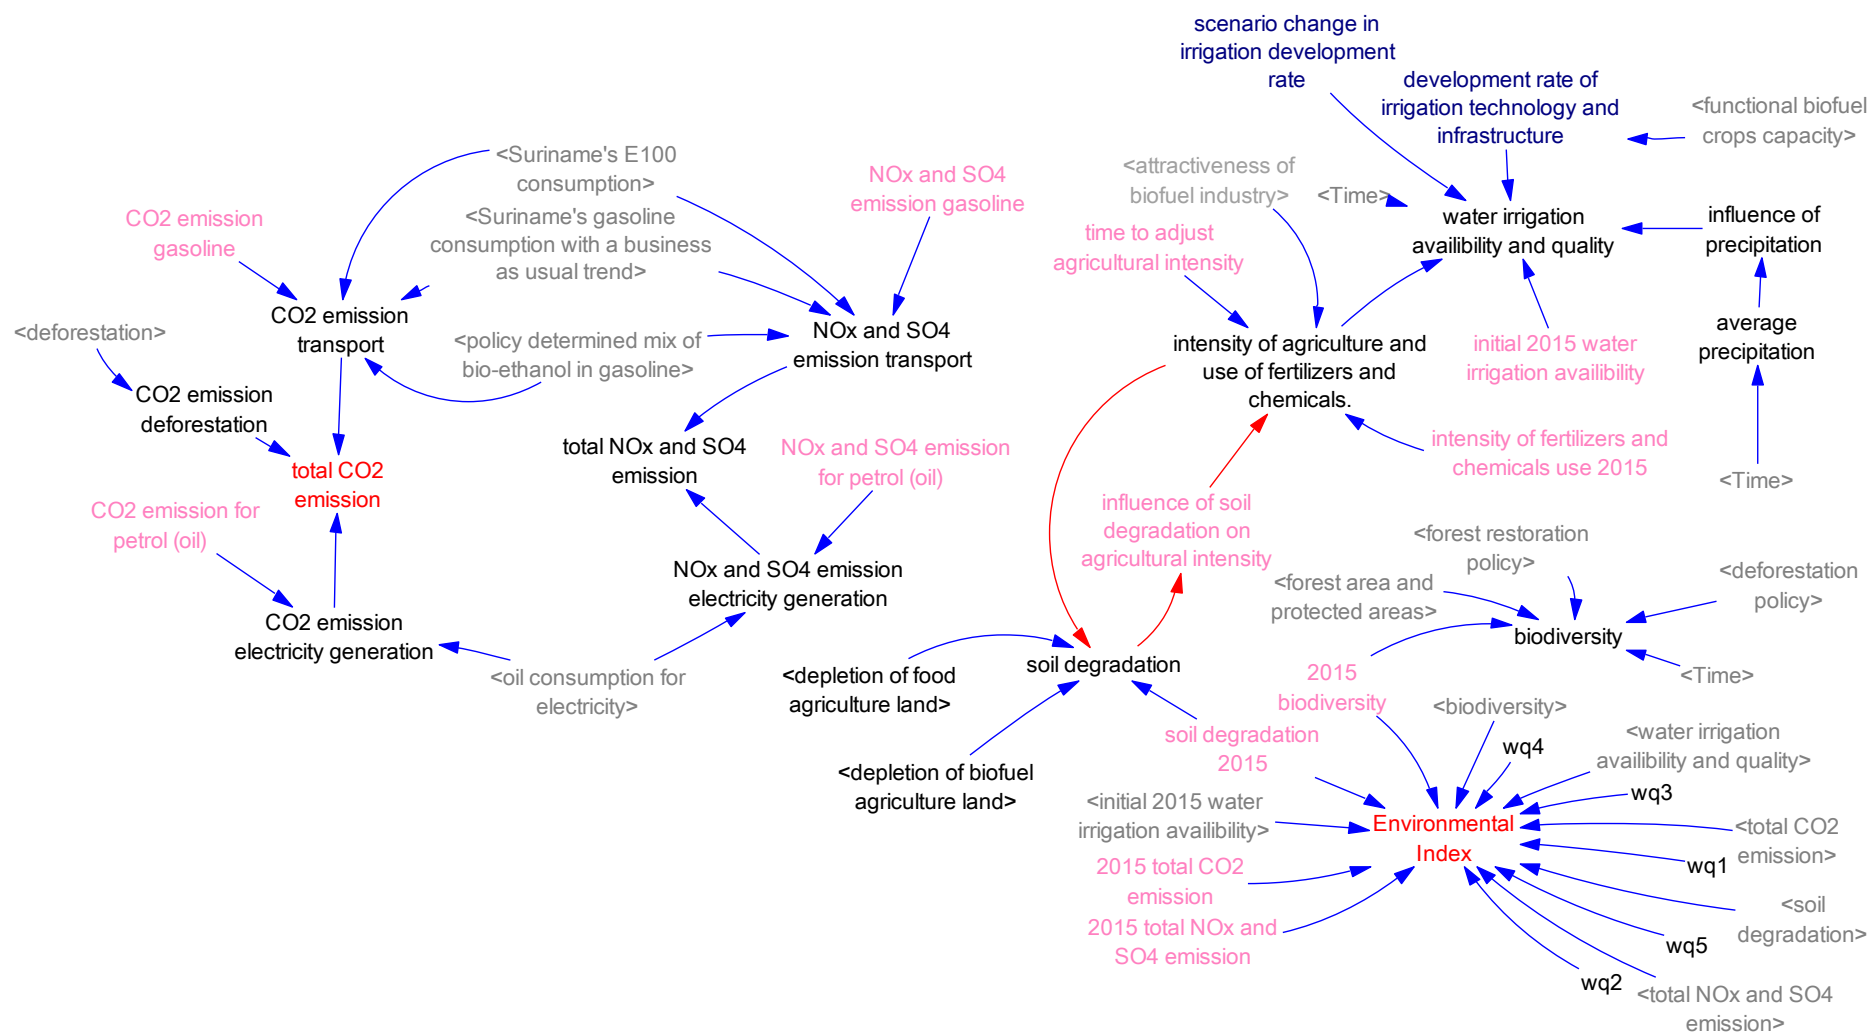 scenario change in
irrigation development
rate
development rate of
irrigation technology and
infrastructure
<functional biofuel
crops capacity>
<Suriname's E100
consumption>
<attractiveness of
biofuel industry>
<Time>
NOx and SO4
emission gasoline
CO2 emission
gasoline
<Suriname's gasoline
consumption with a business
as usual trend>
time to adjust
agricultural intensity
water irrigation
availibility and quality
influence of
precipitation
<deforestation>
CO2 emission
transport
<policy determined mix of
bio-ethanol in gasoline>
NOx and SO4
emission transport
intensity of agriculture and
use of fertilizers and
chemicals.
initial 2015 water
irrigation availibility
average
precipitation
CO2 emission
deforestation
total CO2
emission
total NOx and SO4
emission
NOx and SO4 emission
for petrol (oil)
intensity of fertilizers and
chemicals use 2015
<Time>
CO2 emission for
petrol (oil)
influence of soil
degradation on
agricultural intensity
<forest restoration
policy>
<forest area and
protected areas>
<deforestation
policy>
NOx and SO4 emission
electricity generation
CO2 emission
electricity generation
biodiversity
<oil consumption for
electricity>
<depletion of food
agriculture land>
soil degradation
2015
biodiversity
<Time>
<biodiversity>
soil degradation
2015
wq4
<water irrigation
availibility and quality>
<depletion of biofuel
agriculture land>
wq3
<initial 2015 water
irrigation availibility>
Environmental
Index
<total CO2
emission>
wq1
2015 total CO2
emission
<soil
degradation>
2015 total NOx and
SO4 emission
wq5
wq2
<total NOx and SO4
emission>